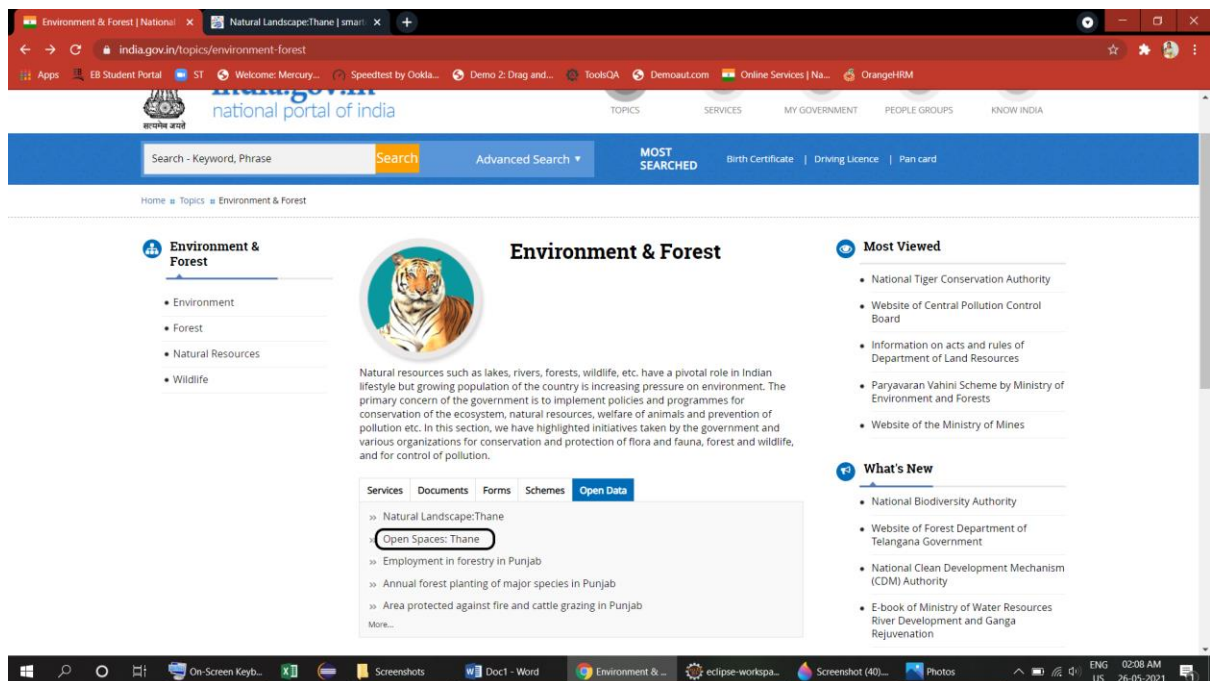 Environment & Forest | National
Natural Landscape:Thane | smart
india.gov.in/topics/environment-forest
Apps
EB Student Portal
ST
Welcome: Mercury...
Speedtest by Ookla...
Demo 2: Drag and...
ToolsQA
Demoaut.com
Online Services | Na...
OrangeHRM
सत्यमेव जयते
india.gov.in
national portal of india
TOPICS
SERVICES
MY GOVERNMENT
PEOPLE GROUPS
KNOW INDIA
Search - Keyword, Phrase
Search
Advanced Search
MOST
SEARCHED
Birth Certificate | Driving Licence | Pan card
Home Topics Environment & Forest
Environment &
Forest
Environment
Forest
Natural Resources
Wildlife
Environment & Forest
Natural resources such as lakes, rivers, forests, wildlife, etc. have a pivotal role in Indian
lifestyle but growing population of the country is increasing pressure on environment. The
primary concern of the government is to implement policies and programmes for
conservation of the ecosystem, natural resources, welfare of animals and prevention of
pollution etc. In this section, we have highlighted initiatives taken by the government and
various organizations for conservation and protection of flora and fauna, forest and wildlife,
and for control of pollution.
Services Documents Forms Schemes Open Data
» Natural Landscape:Thane
» Open Spaces: Thane
» Employment in forestry in Punjab
» Annual forest planting of major species in Punjab
» Area protected against fire and cattle grazing in Punjab
More...
Most Viewed
National Tiger Conservation Authority
Website of Central Pollution Control
Board
Information on acts and rules of
Department of Land Resources
Paryavaran Vahini Scheme by Ministry of
Environment and Forests
Website of the Ministry of Mines
What's New
National Biodiversity Authority
Website of Forest Department of
Telangana Government
National Clean Development Mechanism
(CDM) Authority
E-book of Ministry of Water Resources
River Development and Ganga
Rejuvenation
On-Screen Keyb...
Screenshots
Doc1 - Word
Environment & ...
eclipse-workspa...
Screenshot (40)....
Photos
ENG
US
02:08 AM
26-05-2021